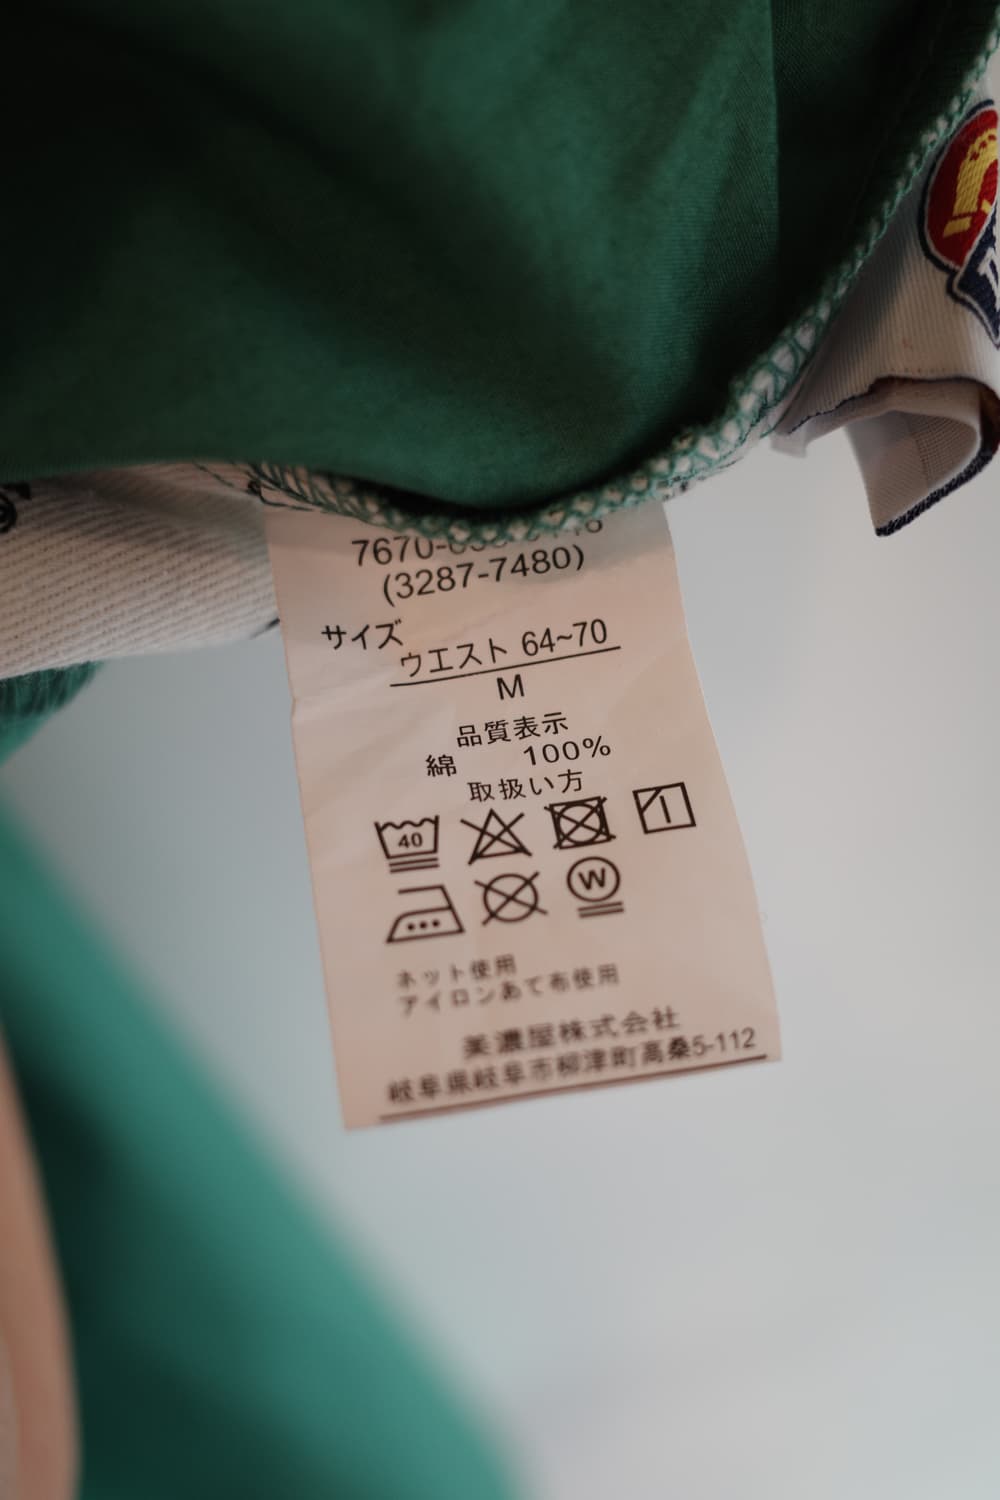 7670-
(3287-7480)
サイズ
ウエスト 64~70
M
品質表示
綿 100%
取扱い方
40
W
ネット使用
アイロンあて布使用
美濃屋株式会社
岐阜県岐阜市柳津町高桑5-112